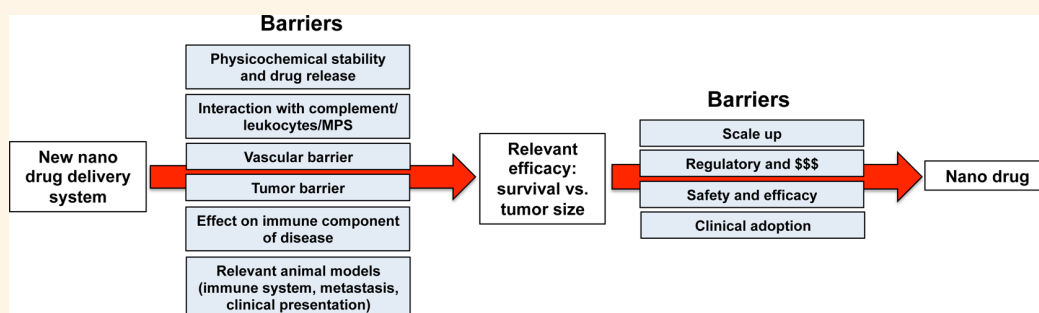 Barriers
Physicochemical stability
and drug release
Interaction with complement/
leukocytes/MPS
Vascular barrier
Tumor barrier
Effect on immune component
of disease
Relevant animal models
(immune system, metastasis,
clinical presentation)
New nano
drug delivery
system
Relevant
efficacy:
survival vs.
tumor size
Barriers
Scale up
Regulatory and $$$
Safety and efficacy
Clinical adoption
Nano drug